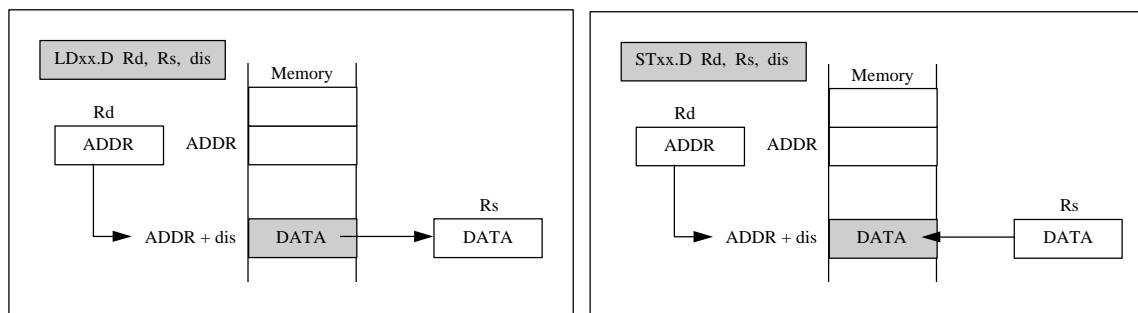 LDxx.D Rd, Rs, dis
Memory
Rd
ADDR
ADDR
Rs
ADDR + dis
DATA
DATA
STxx.D Rd, Rs, dis
Memory
Rd
ADDR
ADDR
Rs
ADDR + dis
DATA
DATA